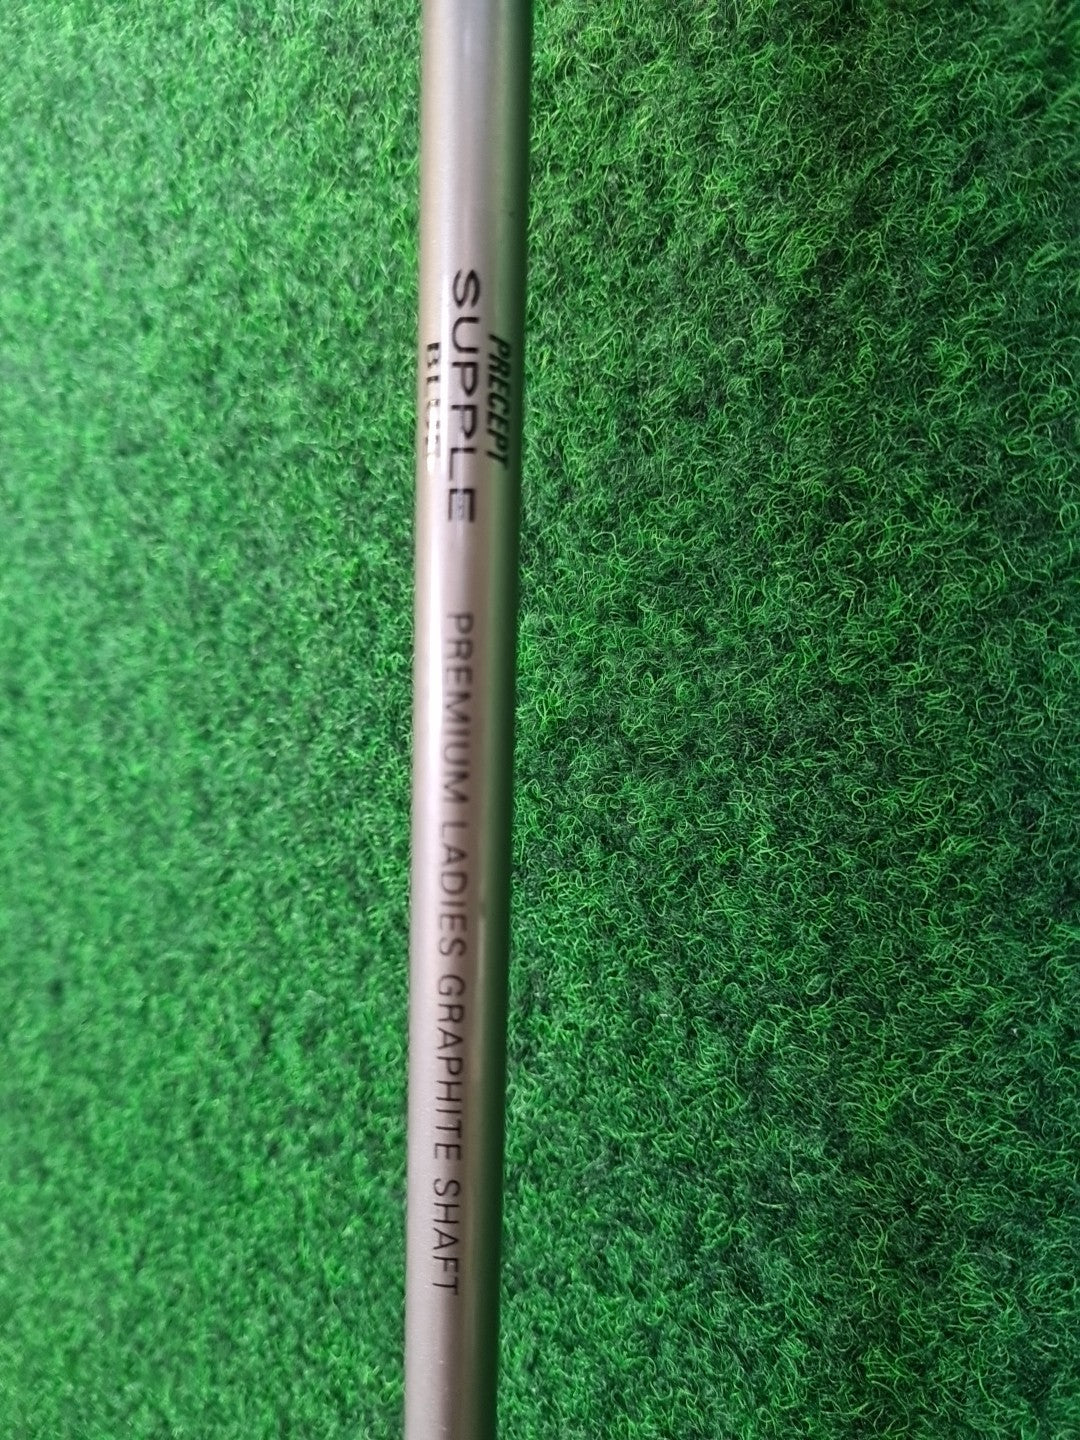 PRECEPT
SUPPLE
PREMIUM LADIES GRAPHITE SHAFT